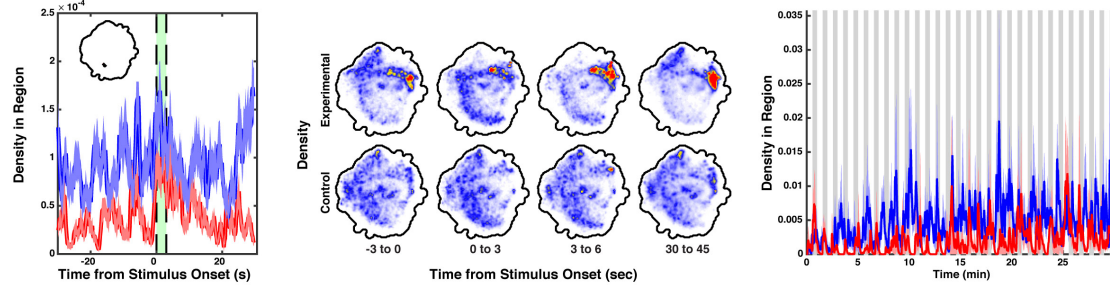 ×10⁻⁴
2.5
2
1.5
1
0.5
0
Density in Region
-20
0
20
Time from Stimulus Onset (s)
Density
Experimental
Control
-3 to 0
0 to 3
3 to 6
30 to 45
Time from Stimulus Onset (sec)
0.035
0.03
0.025
0.02
0.015
0.01
0.005
0
Density in Region
0
5
10
15
20
25
Time (min)